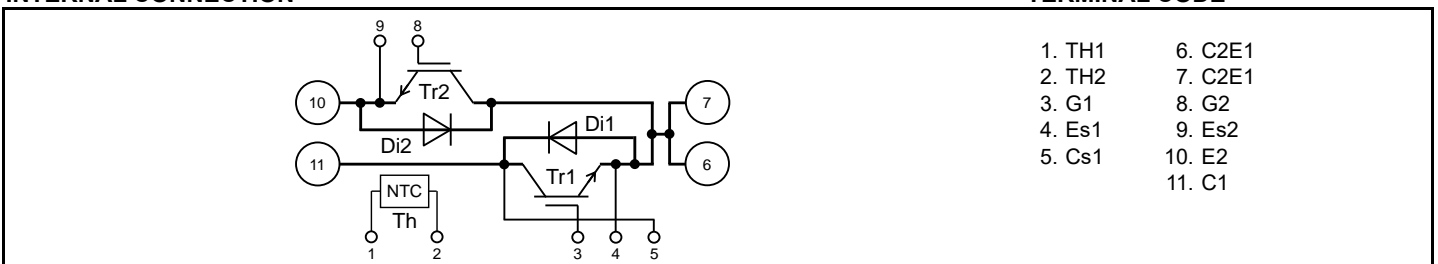 INTERNAL CONNECTION
TERMINAL CODE
9 8
10
Tr2
7
Di2
Di1
11
Tr1
6
NTC
Th
1 2 3 4 5
1. TH1 6. C2E1
2. TH2 7. C2E1
3. G1 8. G2
4. Es1 9. Es2
5. Cs1 10. E2
11. C1